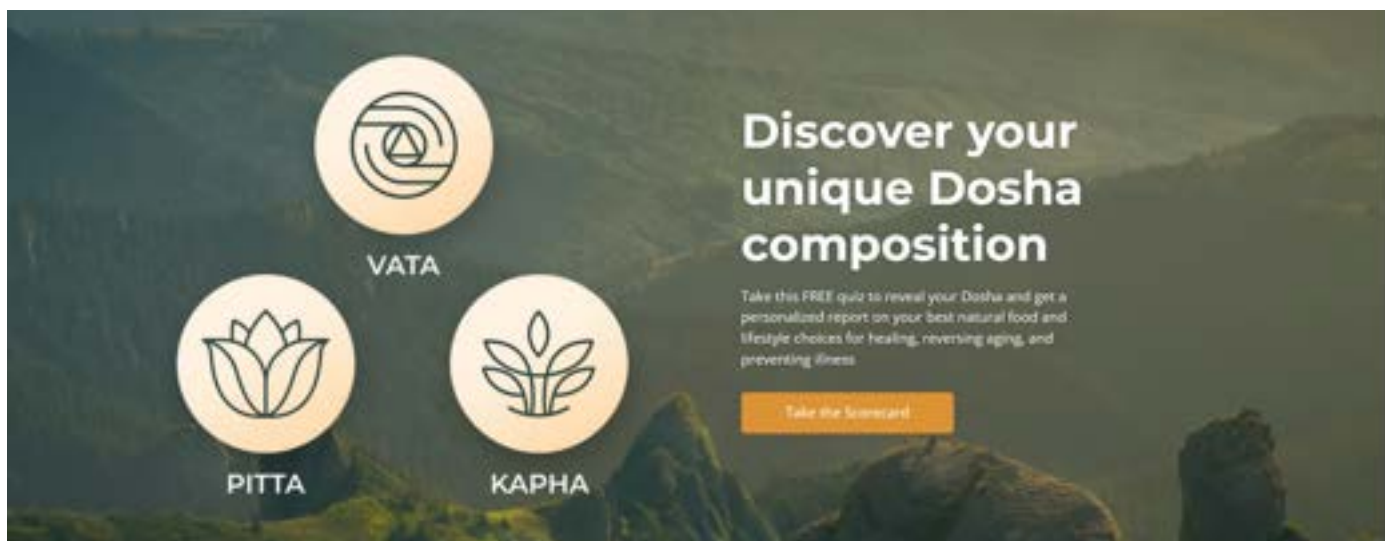 VATA
PITTA
KAPHA
Discover your
unique Dosha
composition
Take this FREE quiz to reveal your Dosha and get a
personalized report on your best natural food and
lifestyle choices for healing, reversing aging, and
preventing illness
Take the Scorecard